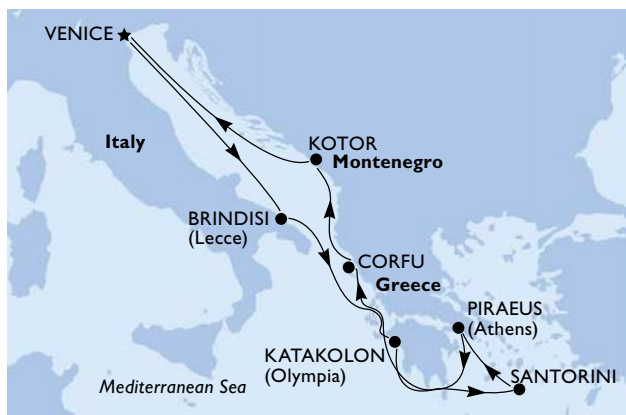 VENICE
Italy
KOTOR
Montenegro
BRINDISI
(Lecce)
CORFU
Greece
PIRAEUS
(Athens)
KATAKOLON
(Olympia)
SANTORINI
Mediterranean Sea